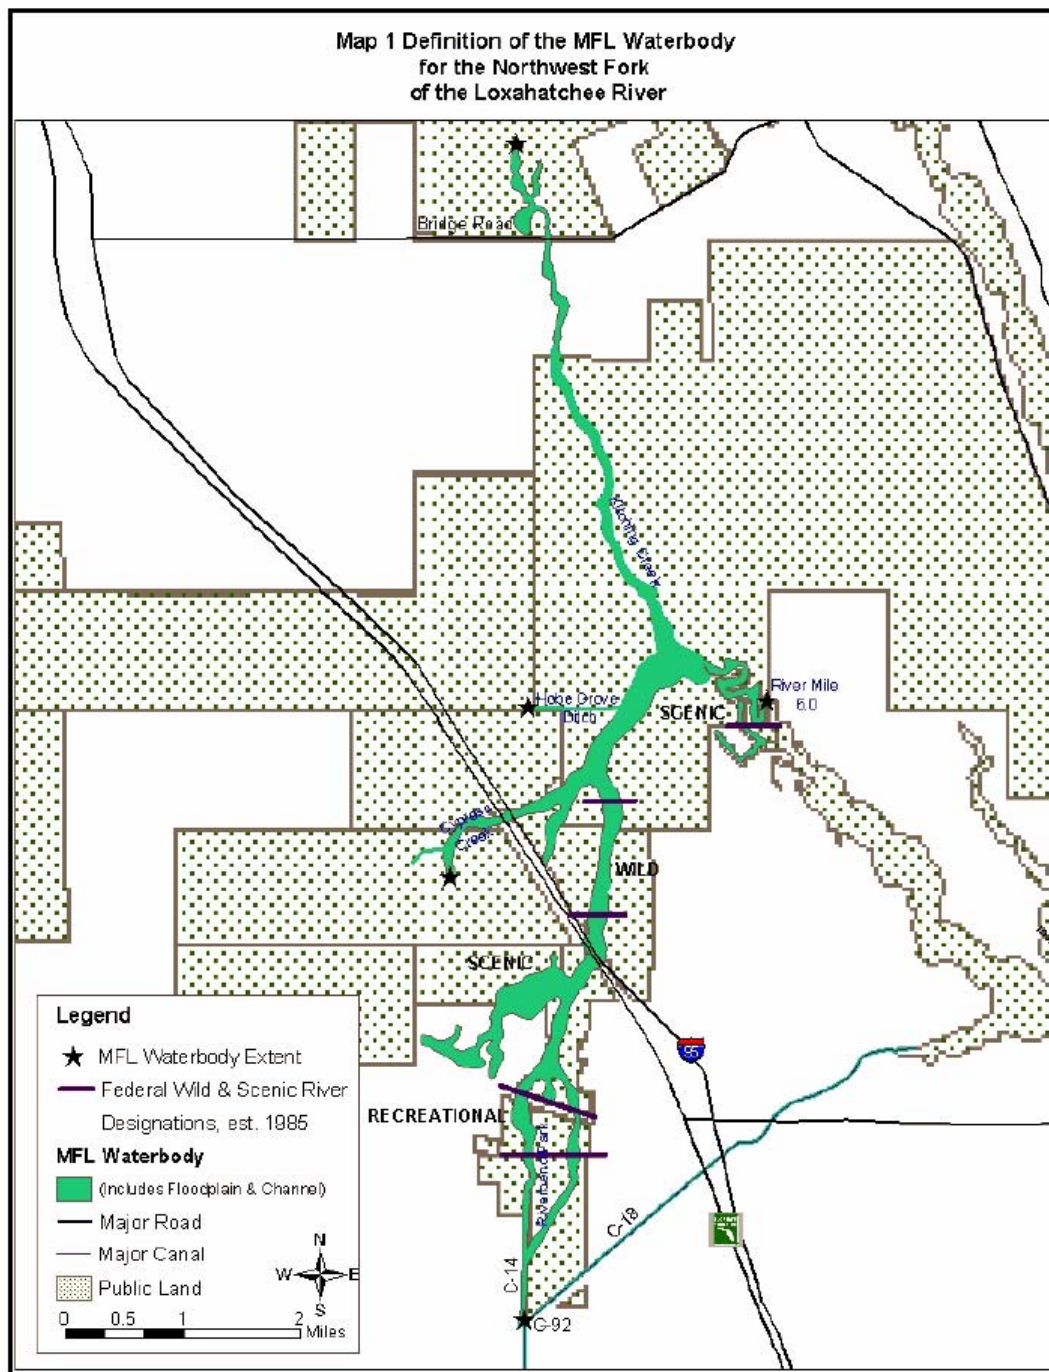 Map 1 Definition of the MFL Waterbody
for the Northwest Fork
of the Loxahatchee River
Bridge Road
Kitching Creek
Hobe Grove
Ditch
River Mile
6.0
SCENIC
Cypress
Creek
WILD
SCENIC
95
RECREATIONAL
Riverbend Park
C-18
C-14
G-92
Legend
MFL Waterbody Extent
Federal Wild & Scenic River
Designations, est. 1985
MFL Waterbody
(Includes Floodplain & Channel)
Major Road
Major Canal
Public Land
N
W E
S
0 0.5 1 2
Miles